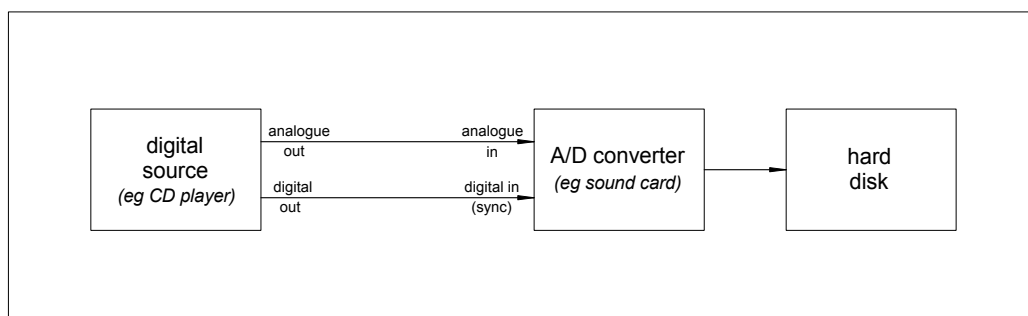 digital
source
(eg CD player)
analogue
out
digital
out
analogue
in
digital in
(sync)
A/D converter
(eg sound card)
hard
disk